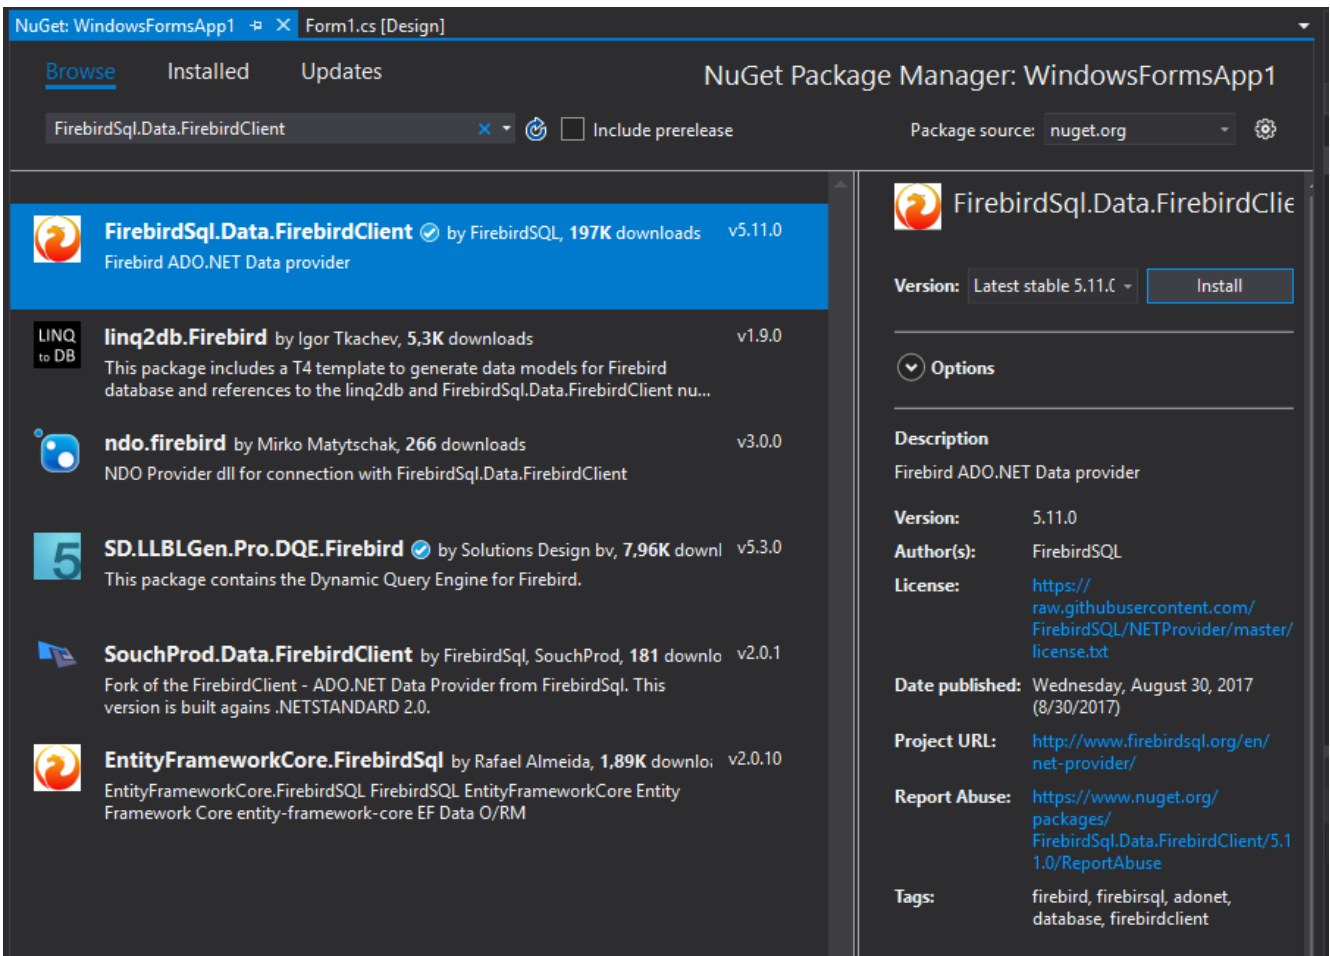 NuGet: WindowsFormsApp1
Form1.cs [Design]
Browse
Installed
Updates
NuGet Package Manager: WindowsFormsApp1
FirebirdSql.Data.FirebirdClient
Include prerelease
Package source: nuget.org
FirebirdSql.Data.FirebirdClient by FirebirdSQL, 197K downloads v5.11.0
Firebird ADO.NET Data provider
LINQ
to DB
linq2db.Firebird by Igor Tkachev, 5,3K downloads v1.9.0
This package includes a T4 template to generate data models for Firebird
database and references to the linq2db and FirebirdSql.Data.FirebirdClient nu...
ndo.firebird by Mirko Matytschak, 266 downloads v3.0.0
NDO Provider dll for connection with FirebirdSql.Data.FirebirdClient
5
SD.LLBLGen.Pro.DQE.Firebird by Solutions Design bv, 7,96K downl v5.3.0
This package contains the Dynamic Query Engine for Firebird.
SouchProd.Data.FirebirdClient by FirebirdSql, SouchProd, 181 downlo v2.0.1
Fork of the FirebirdClient - ADO.NET Data Provider from FirebirdSql. This
version is built agains .NETSTANDARD 2.0.
EntityFrameworkCore.FirebirdSql by Rafael Almeida, 1,89K downloa v2.0.10
EntityFrameworkCore.FirebirdSQL FirebirdSQL EntityFrameworkCore Entity
Framework Core entity-framework-core EF Data O/RM
FirebirdSql.Data.FirebirdClie
Version: Latest stable 5.11.0
Install
Options
Description
Firebird ADO.NET Data provider
Version: 5.11.0
Author(s): FirebirdSQL
License: https://
raw.githubusercontent.com/
FirebirdSQL/NETProvider/master/
license.txt
Date published: Wednesday, August 30, 2017
(8/30/2017)
Project URL: http://www.firebirdsql.org/en/
net-provider/
Report Abuse: https://www.nuget.org/
packages/
FirebirdSql.Data.FirebirdClient/5.1
1.0/ReportAbuse
Tags: firebird, firebirsql, adonet,
database, firebirdclient